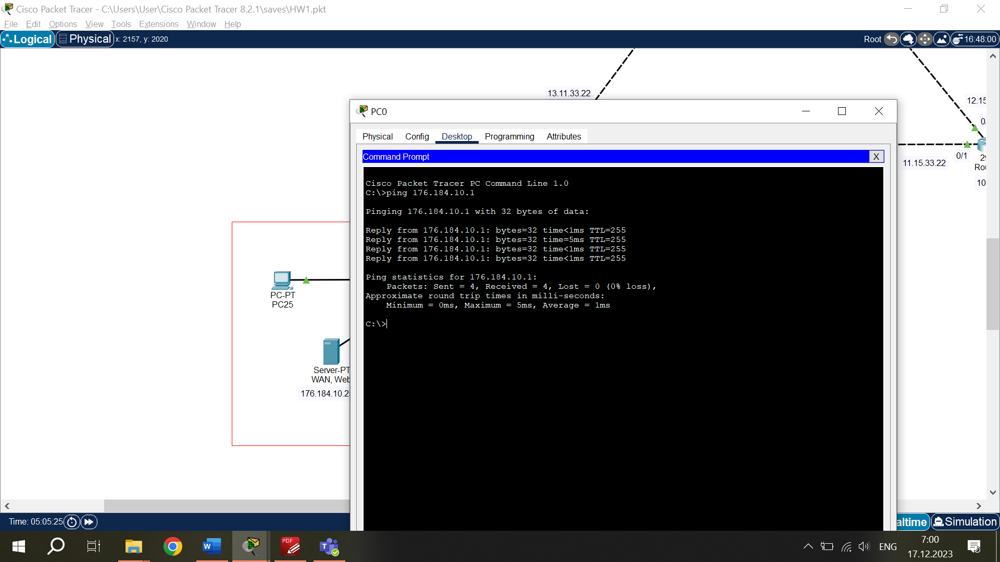 Cisco Packet Tracer - C:\Users\User\Cisco Packet Tracer 8.2.1\saves\HW1.pkt
File Edit Options View Tools Extensions Window Help
Logical Physical x: 2157, y: 2020
Root 16:48:00
13.11.33.22
12.15
0/
0/1
11.15.33.22
29
Rou
10
PC0
Physical Config Desktop Programming Attributes
Command Prompt X
Cisco Packet Tracer PC Command Line 1.0
C:\>ping 176.184.10.1
Pinging 176.184.10.1 with 32 bytes of data:
Reply from 176.184.10.1: bytes=32 time<1ms TTL=255
Reply from 176.184.10.1: bytes=32 time=5ms TTL=255
Reply from 176.184.10.1: bytes=32 time<1ms TTL=255
Reply from 176.184.10.1: bytes=32 time<1ms TTL=255
Ping statistics for 176.184.10.1:
Packets: Sent = 4, Received = 4, Lost = 0 (0% loss),
Approximate round trip times in milli-seconds:
Minimum = 0ms, Maximum = 5ms, Average = 1ms
C:\>
PC-PT
PC25
Server-PT
WAN, Web
176.184.10.2
Time: 05:05:25
altime Simulation
W
PDF
T
ENG
7:00
17.12.2023